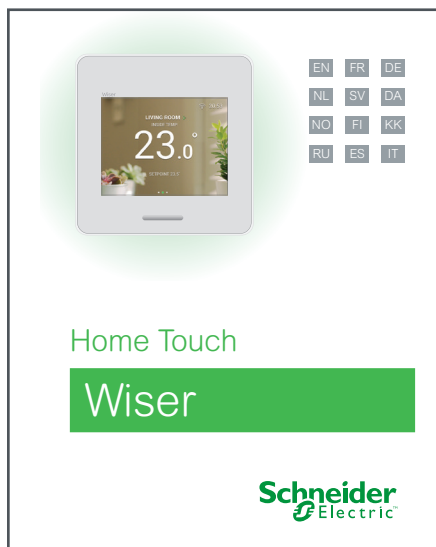 EN FR DE
NL SV DA
NO FI KK
RU ES IT
Wiser
LIVING ROOM
23.0°
Home Touch
Wiser
Schneider
Electric